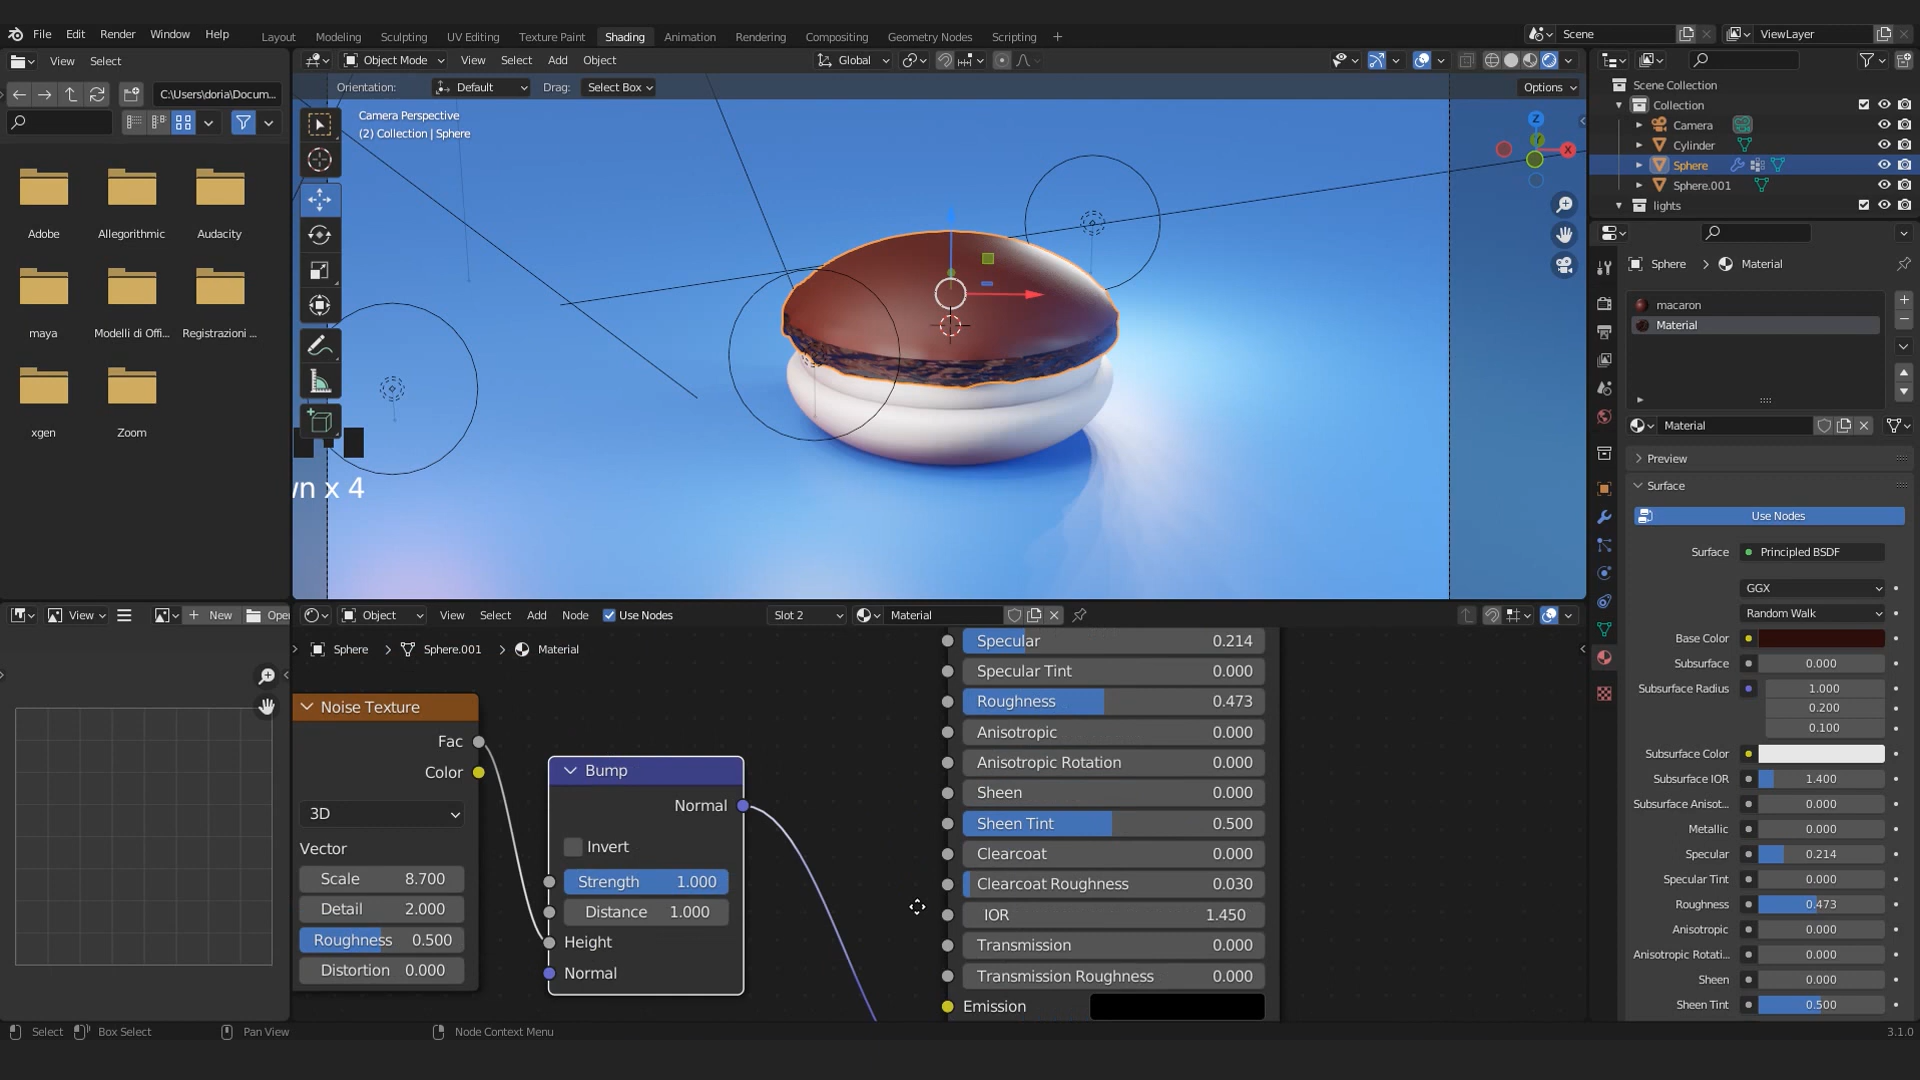 File Edit Render Window Help
Layout Modeling Sculpting UV Editing Texture Paint Shading Animation Rendering Compositing Geometry Nodes Scripting +
Scene
ViewLayer
View Select
Object Mode View Select Add Object
Global
C:\Users\doria\Docum...
Orientation: Default Drag: Select Box
Options
Camera Perspective
(2) Collection | Sphere
Z
X
Adobe Allegorithmic Audacity
maya Modelli di Offi... Registrazioni ...
xgen Zoom
x 4
Scene Collection
Collection
Camera
Cylinder
Sphere
Sphere.001
lights
Sphere > Material
macaron
Material
Material
Preview
Surface
Use Nodes
Surface Principled BSDF
GGX
Random Walk
Base Color
Subsurface 0.000
Subsurface Radius 1.000
0.200
0.100
Subsurface Color
Subsurface IOR 1.400
Subsurface Anisot... 0.000
Metallic 0.000
Specular 0.214
Specular Tint 0.000
Roughness 0.473
Anisotropic 0.000
Anisotropic Rotati... 0.000
Sheen 0.000
Sheen Tint 0.500
View
+ New
Object View Select Add Node Use Nodes Slot 2 Material
Sphere > Sphere.001 > Material
Noise Texture
Fac
Color
3D
Vector
Scale 8.700
Detail 2.000
Roughness 0.500
Distortion 0.000
Bump
Normal
Invert
Strength 1.000
Distance 1.000
Height
Normal
Specular 0.214
Specular Tint 0.000
Roughness 0.473
Anisotropic 0.000
Anisotropic Rotation 0.000
Sheen 0.000
Sheen Tint 0.500
Clearcoat 0.000
Clearcoat Roughness 0.030
IOR 1.450
Transmission 0.000
Transmission Roughness 0.000
Emission
Select Box Select Pan View Node Context Menu
3.1.0